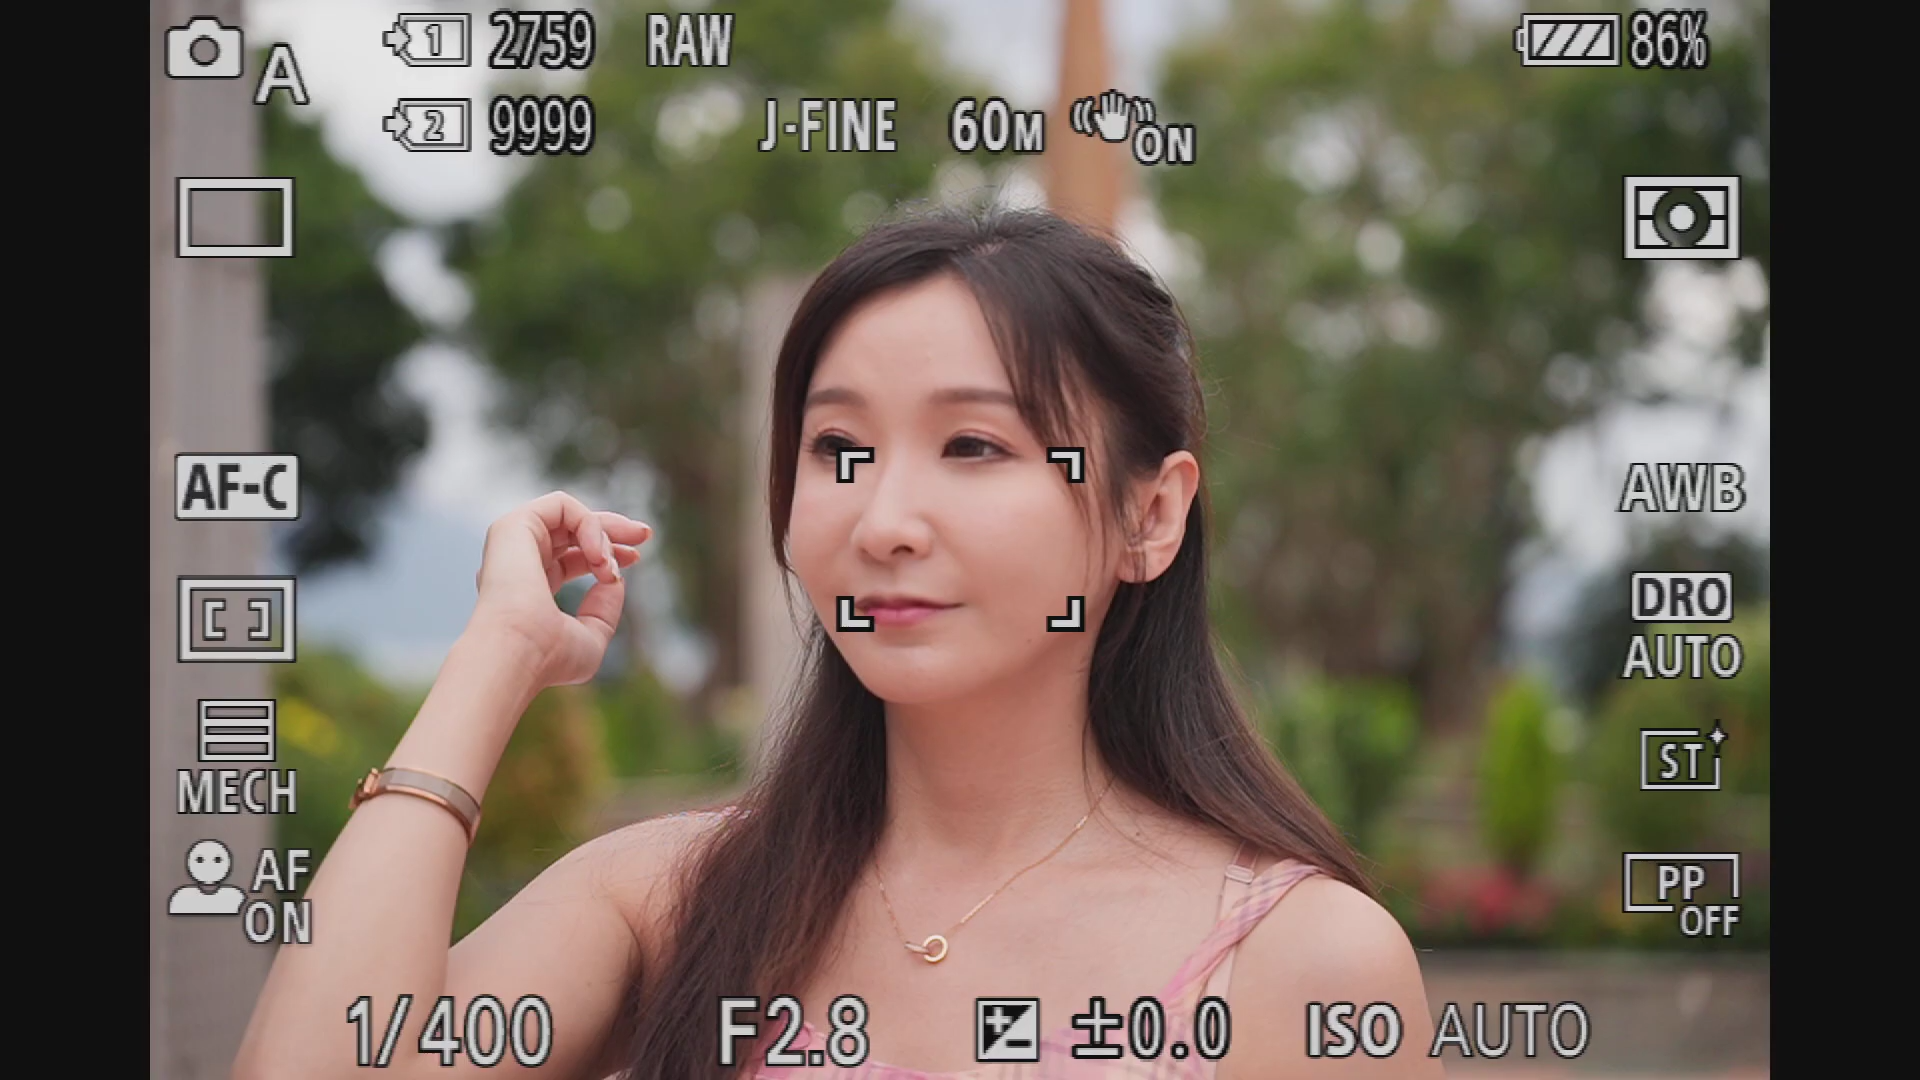 A 1 2759 RAW 86%
2 9999 J-FINE 60M ON
AF-C
AWB
DRO
AUTO
MECH
ST
AF
ON
PP
OFF
1/400 F2.8 ±0.0 ISO AUTO